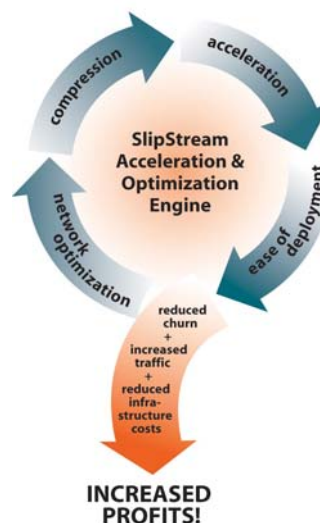 compression
acceleration
SlipStream
Acceleration &
Optimization
Engine
network
optimization
ease of
deployment
reduced
churn
+
increased
traffic
+
reduced
infra-
structure
costs
INCREASED
PROFITS!